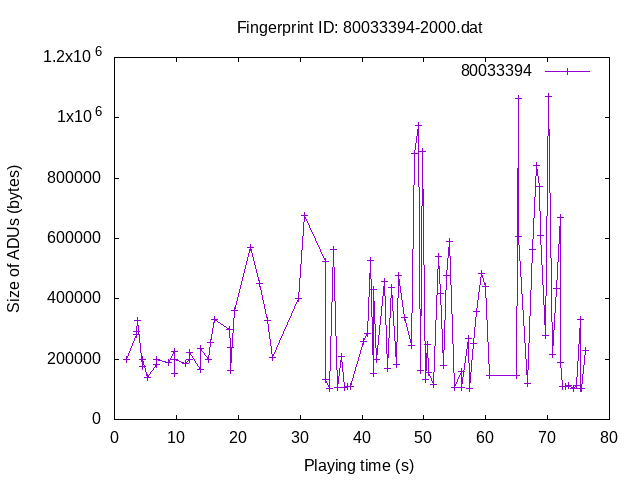 Fingerprint ID: 80033394-2000.dat
1.2x10^6
80033394
1x10^6
800000
600000
400000
200000
0
0 10 20 30 40 50 60 70 80
Size of ADUs (bytes)
Playing time (s)